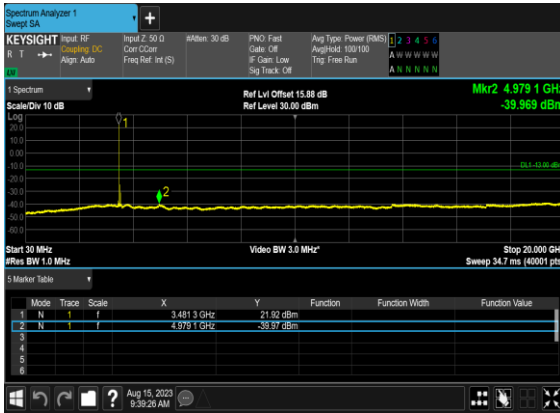 Spectrum Analyzer 1
Swept SA
+
KEYSIGHT Input: RF Input Z: 50 Ω #Atten: 30 dB PNO: Fast Avg Type: Power (RMS) 1 2 3 4 5 6
R T Coupling: DC Corr CCorr Gate: Off Avg|Hold: 100/100 A W W W W W
Align: Auto Freq Ref: Int (S) IF Gain: Low Trig: Free Run
Sig Track: Off A N N N N N
1 Spectrum Ref Lvl Offset 15.88 dB Mkr2 4.979 1 GHz
Scale/Div 10 dB Ref Level 30.00 dBm -39.969 dBm
Log
20.0
10.0
0.00
-10.0
-20.0
-30.0
-40.0
-50.0
-60.0
1
2
DL1 -13.00 dBm
Start 30 MHz Video BW 3.0 MHz* Stop 20.000 GHz
#Res BW 1.0 MHz Sweep 34.7 ms (40001 pts)
5 Marker Table
Mode Trace Scale X Y Function Function Width Function Value
1 N 1 f 3.481 3 GHz 21.92 dBm
2 N 1 f 4.979 1 GHz -39.97 dBm
3
4
5
6
? Aug 15, 2023
9:39:26 AM